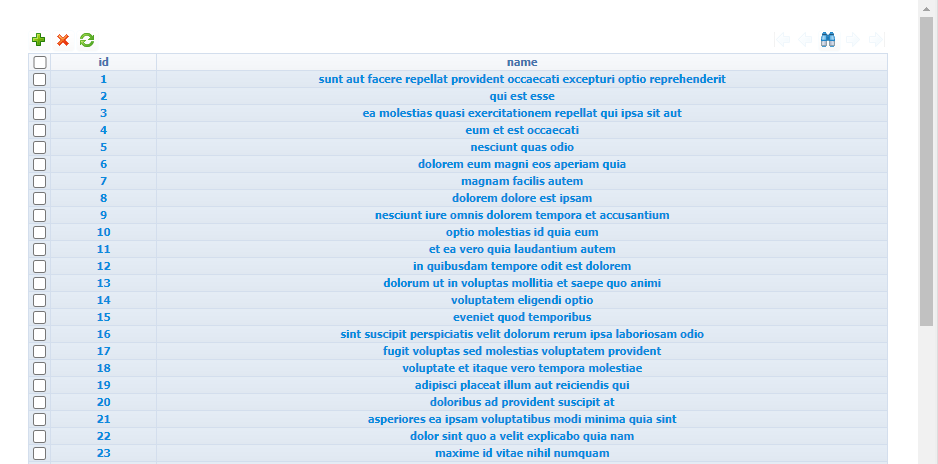 id name
1 sunt aut facere repellat provident occaecati excepturi optio reprehenderit
2 qui est esse
3 ea molestias quasi exercitationem repellat qui ipsa sit aut
4 eum et est occaecati
5 nesciunt quas odio
6 dolorem eum magni eos aperiam quia
7 magnam facilis autem
8 dolorem dolore est ipsam
9 nesciunt iure omnis dolorem tempora et accusantium
10 optio molestias id quia eum
11 et ea vero quia laudantium autem
12 in quibusdam tempore odit est dolorem
13 dolorum ut in voluptas mollitia et saepe quo animi
14 voluptatem eligendi optio
15 eveniet quod temporibus
16 sint suscipit perspiciatis velit dolorum rerum ipsa laboriosam odio
17 fugit voluptas sed molestias voluptatem provident
18 voluptate et itaque vero tempora molestiae
19 adipisci placeat illum aut reiciendis qui
20 doloribus ad provident suscipit at
21 asperiores ea ipsam voluptatibus modi minima quia sint
22 dolor sint quo a velit explicabo quia nam
23 maxime id vitae nihil numquam